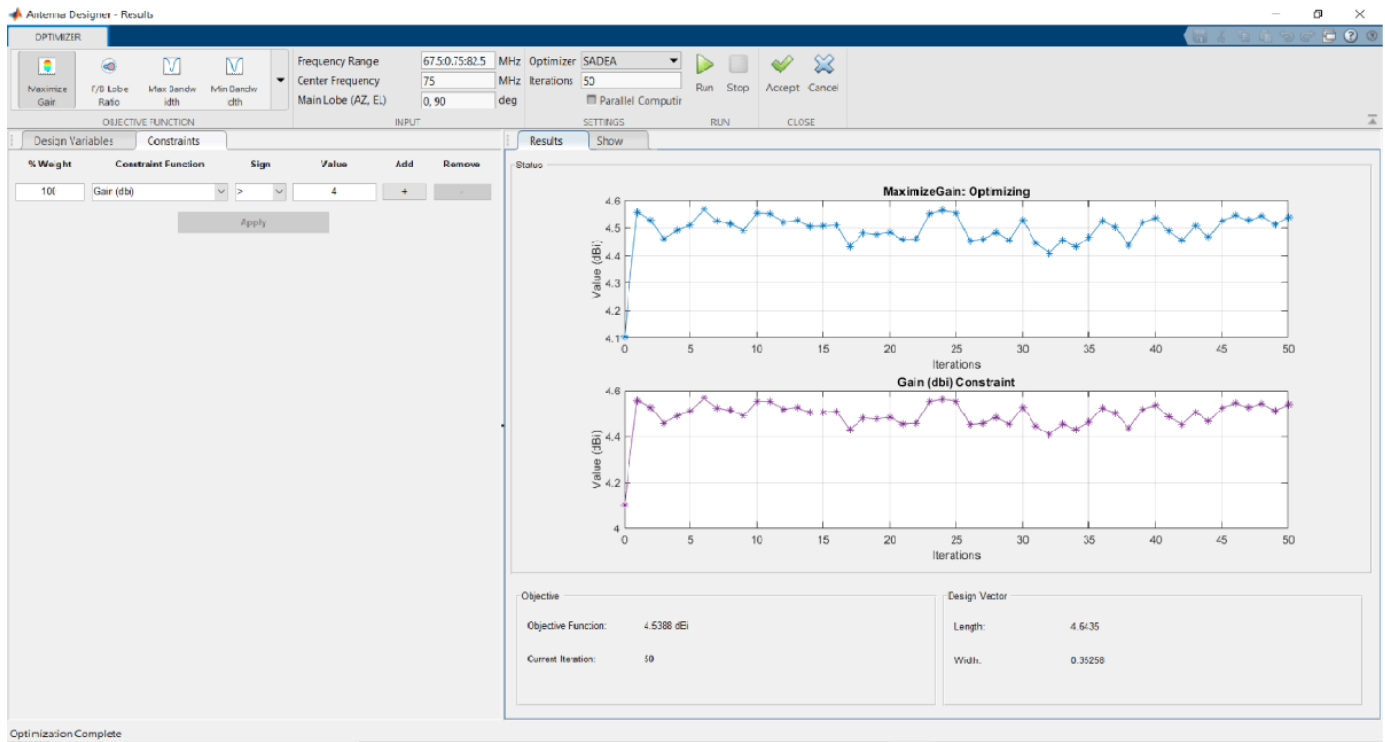 Antenna Designer - Results
OPTIMIZER
Maximize Gain
F/B Lobe Ratio
Max Bandw idth
Min Bandw idth
OBJECTIVE FUNCTION
Frequency Range 67.5:0.75:82.5 MHz
Center Frequency 75 MHz
Main Lobe (AZ, EL) 0, 90 deg
INPUT
Optimizer SADEA
Iterations 50
Parallel Computin
SETTINGS
Run Stop
RUN
Accept Cancel
CLOSE
Design Variables Constraints
% Weight Constraint Function Sign Value Add Remove
100 Gain (dbi) > 4 + -
Apply
Results Show
Status
MaximizeGain: Optimizing
Value (dBi)
4.6
4.5
4.4
4.3
4.2
4.1
0 5 10 15 20 25 30 35 40 45 50
Iterations
Gain (dbi) Constraint
Value (dBi)
4.6
4.4
4.2
4
0 5 10 15 20 25 30 35 40 45 50
Iterations
Objective
Objective Function: 4.5388 dBi
Current Iteration: 50
Design Vector
Length: 4.6435
Width: 0.35258
Optimization Complete